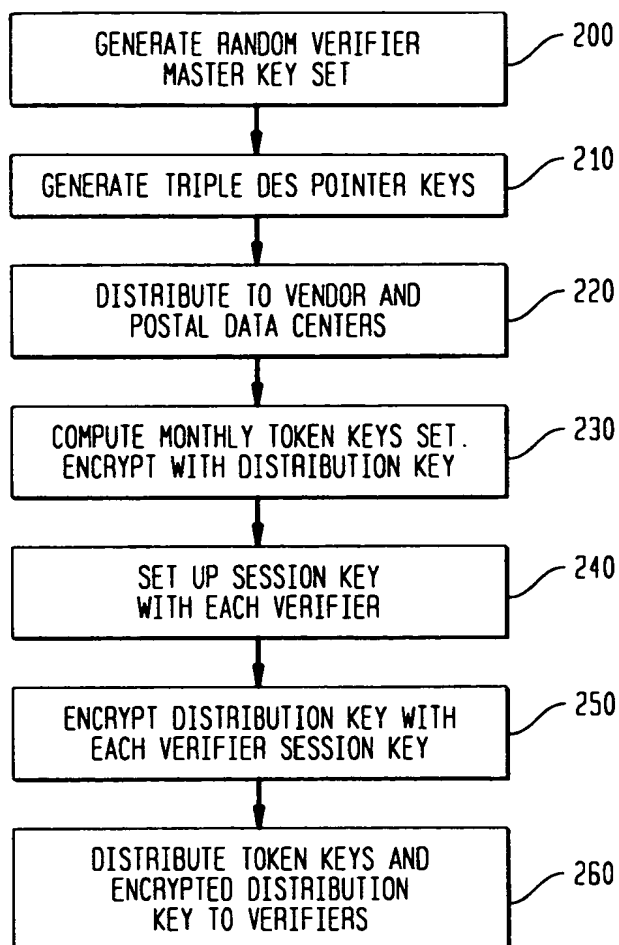 GENERATE RANDOM VERIFIER
MASTER KEY SET
200
GENERATE TRIPLE DES POINTER KEYS
210
DISTRIBUTE TO VENDOR AND
POSTAL DATA CENTERS
220
COMPUTE MONTHLY TOKEN KEYS SET.
ENCRYPT WITH DISTRIBUTION KEY
230
SET UP SESSION KEY
WITH EACH VERIFIER
240
ENCRYPT DISTRIBUTION KEY WITH
EACH VERIFIER SESSION KEY
250
DISTRIBUTE TOKEN KEYS AND
ENCRYPTED DISTRIBUTION
KEY TO VERIFIERS
260